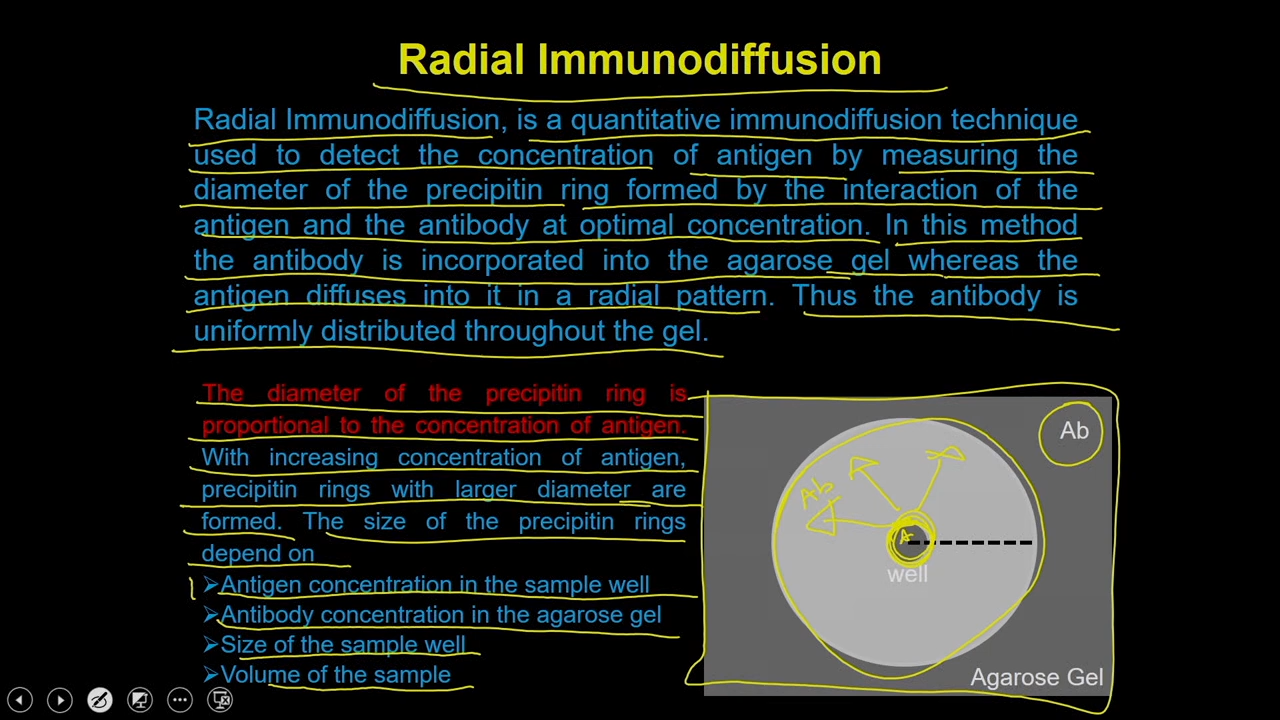 Radial Immunodiffusion
Radial Immunodiffusion, is a quantitative immunodiffusion technique
used to detect the concentration of antigen by measuring the
diameter of the precipitin ring formed by the interaction of the
antigen and the antibody at optimal concentration. In this method
the antibody is incorporated into the agarose gel whereas the
antigen diffuses into it in a radial pattern. Thus the antibody is
uniformly distributed throughout the gel.
The diameter of the precipitin ring is
proportional to the concentration of antigen.
With increasing concentration of antigen,
precipitin rings with larger diameter are
formed. The size of the precipitin rings
depend on
➢Antigen concentration in the sample well
➢Antibody concentration in the agarose gel
➢Size of the sample well
➢Volume of the sample
Ab
Ab
well
Agarose Gel